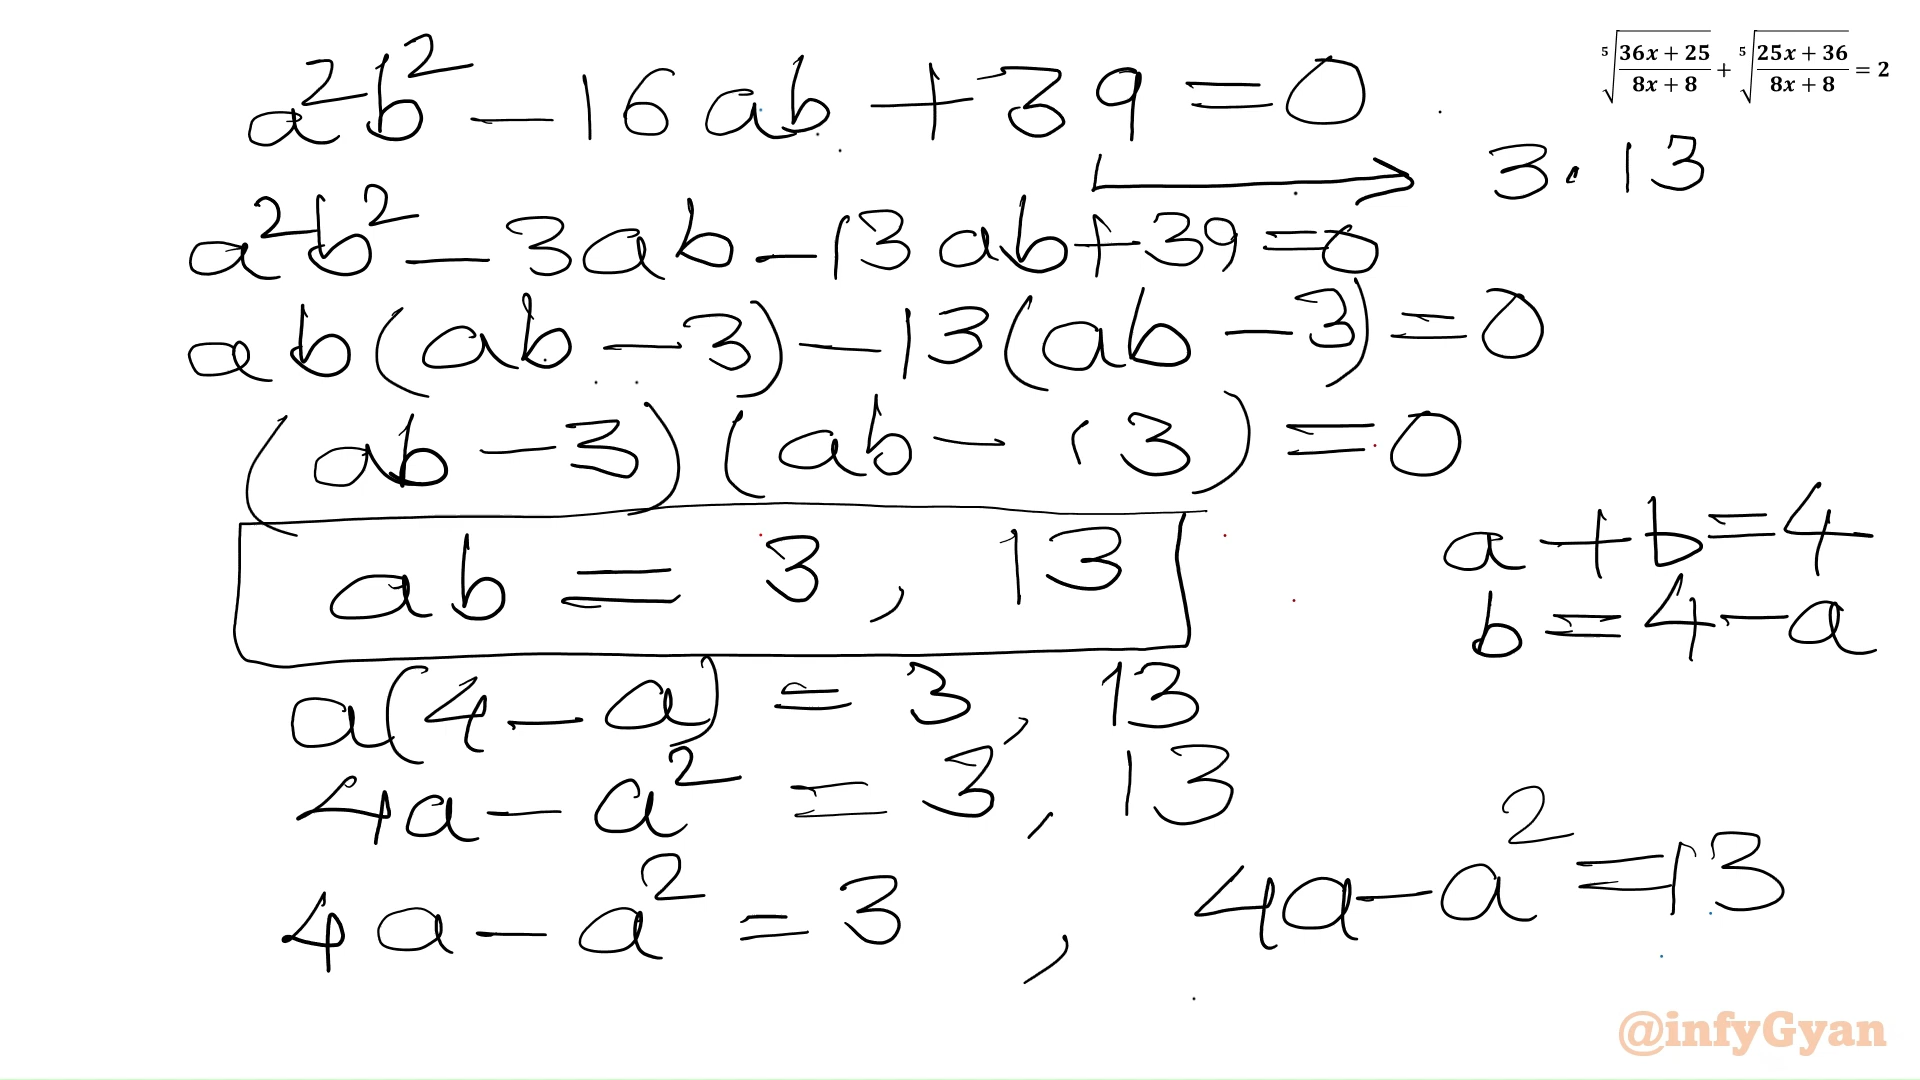 a²b² − 16ab + 39 = 0
⁵√((36x + 25)/(8x + 8)) + ⁵√((25x + 36)/(8x + 8)) = 2
3 · 13
a²b² − 3ab − 13ab + 39 = 0
ab(ab − 3) − 13(ab − 3) = 0
(ab − 3)(ab − 13) = 0
ab = 3, 13
a + b = 4
b = 4 − a
a(4 − a) = 3, 13
4a − a² = 3, 13
4a − a² = 3, 4a − a² = 13
@infyGyan